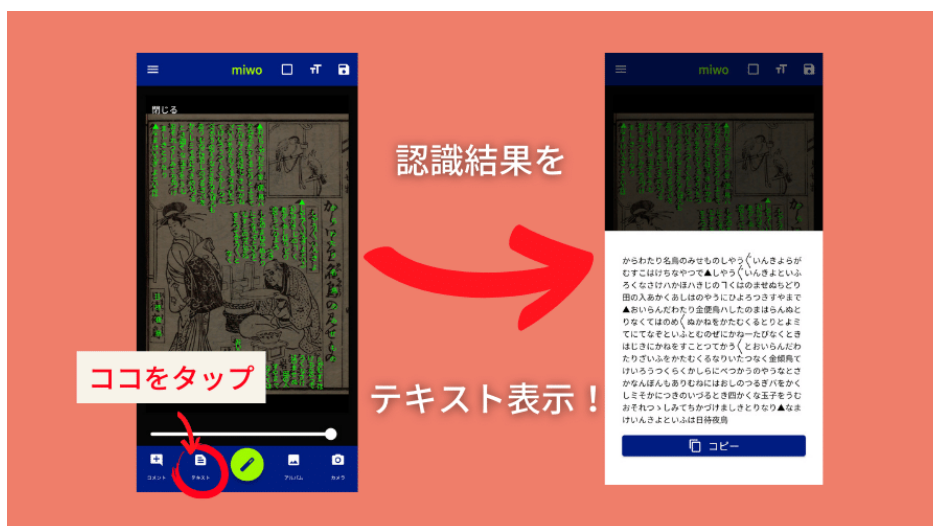 miwo
閉じる
ココをタップ
コメント
テキスト
アルバム
カメラ
認識結果を
テキスト表示！
miwo
からわたり名鳥のみせものしやう〱いんきよらが
むすこはけちなやつで▲しやう〱いんきよといふ
ろくなさけハかほハきじのヿくはのませぬちどり
田の入あかくあしはのやうにひよろつきすやまで
▲おいらんだわたり金便鳥ハしたのまはらんぬと
りなくてはのめ〱ぬかねをかたむくるとりとよミ
てにてなぞといふとむのぜにかねーたびなくとき
はじきにかねをすことつてかう〱とおいらんだわ
たりざいふをかたむくるなりいたつなく金傾鳥て
けいろうつくらくかしらにべつかうのやうなとさ
かなんぼんもありむねにはおしのつるぎバをかく
しミそかにつきのいづるとき四かくな玉子をうむ
おそれつゝしみてちかづけましきとりなり▲なま
けいんさよといふは日待夜鳥
コピー